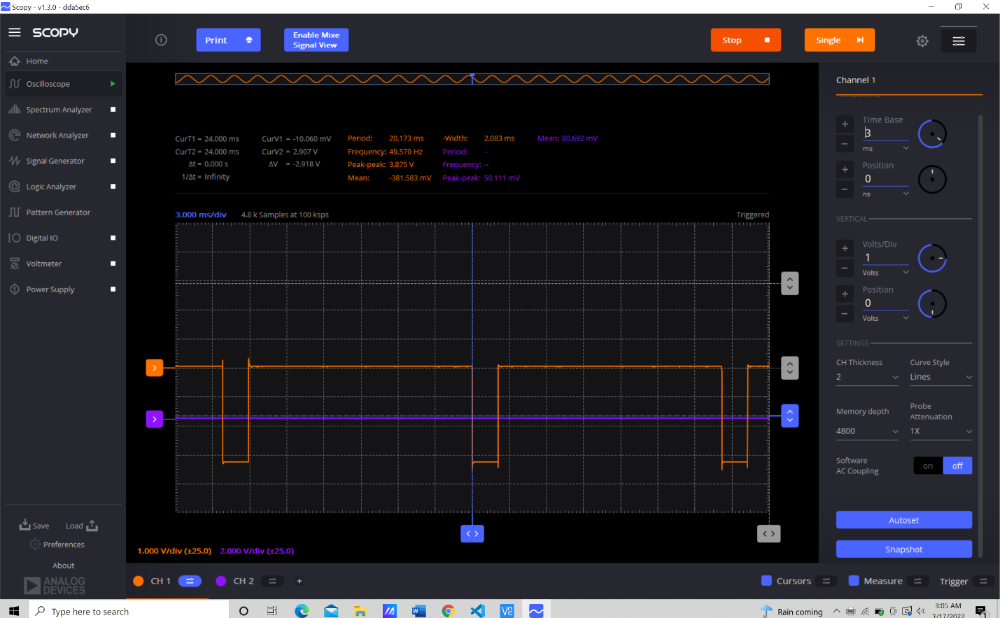 Scopy - v1.3.0 - dda5ec6
SCOPY
Home
Oscilloscope
Spectrum Analyzer
Network Analyzer
Signal Generator
Logic Analyzer
Pattern Generator
Digital IO
Voltmeter
Power Supply
Save
Load
Preferences
About
ANALOG
DEVICES
Print
Enable Mixe
Signal View
Stop
Single
CurT1 = 24.000 ms
CurT2 = 24.000 ms
Δt = 0.000 s
1/Δt = Infinity
CurV1 = -10.060 mV
CurV2 = 2.907 V
ΔV = -2.918 V
Period: 20.173 ms
Frequency: 49.570 Hz
Peak-peak: 3.875 V
Mean: -381.583 mV
-Width: 2.083 ms
Period: --
Frequency: --
Peak-peak: 50.111 mV
Mean: 80.692 mV
3.000 ms/div
4.8 k Samples at 100 ksps
Triggered
1.000 V/div (±25.0)
2.000 V/div (±25.0)
CH 1
CH 2
+
Cursors
Measure
Trigger
Channel 1
HORIZONTAL
Time Base
3
ms
Position
0
ns
VERTICAL
Volts/Div
1
Volts
Position
0
Volts
SETTINGS
CH Thickness
2
Curve Style
Lines
Memory depth
4800
Probe
Attenuation
1X
Software
AC Coupling
on
off
Autoset
Snapshot
Type here to search
Rain coming
3:05 AM
3/17/2022
1